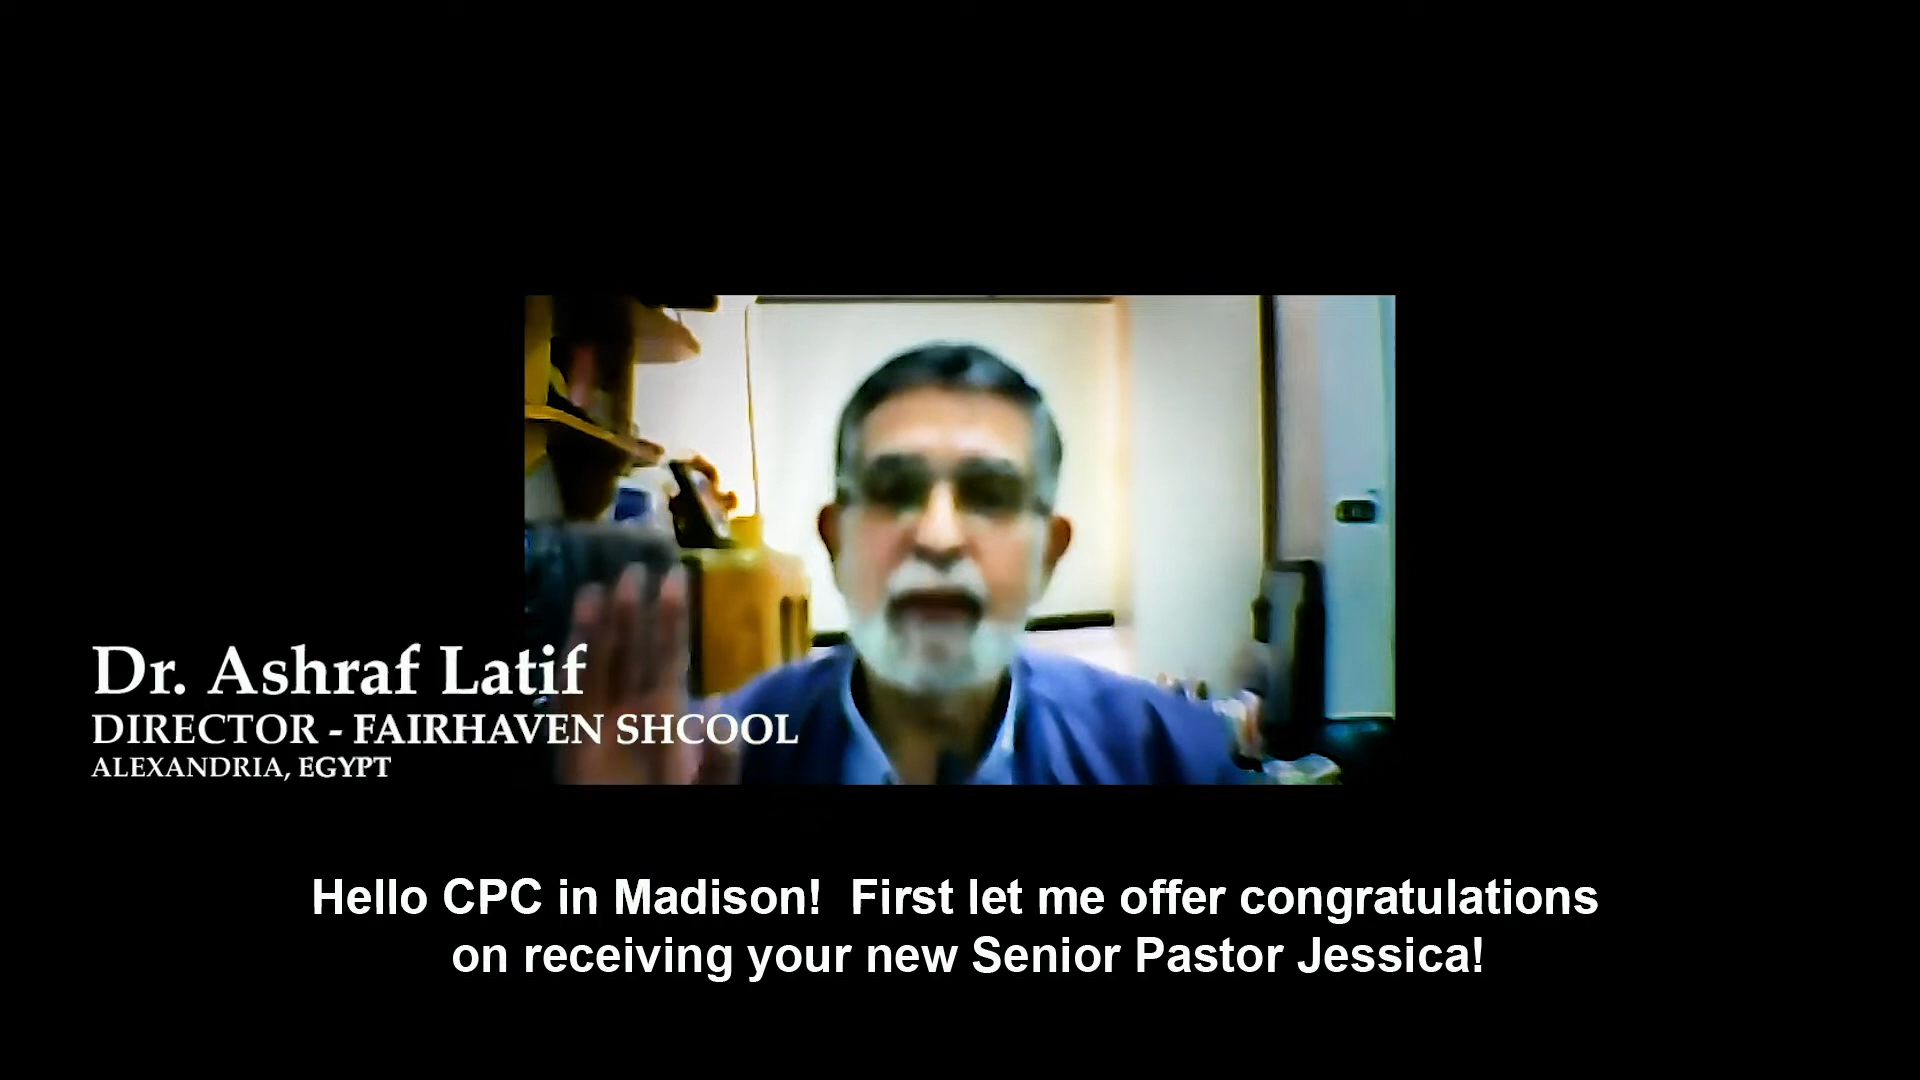 Dr. Ashraf Latif
DIRECTOR - FAIRHAVEN SHCOOL
ALEXANDRIA, EGYPT
Hello CPC in Madison!  First let me offer congratulations
on receiving your new Senior Pastor Jessica!